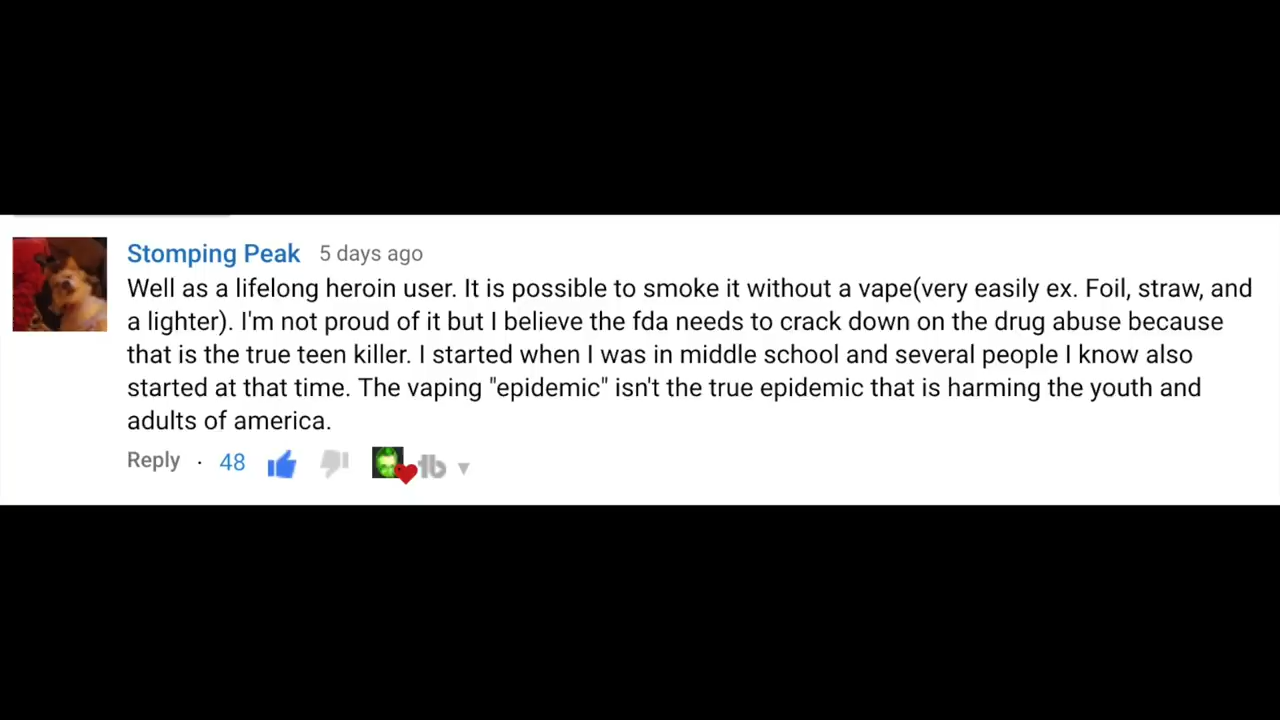 Stomping Peak 5 days ago
Well as a lifelong heroin user. It is possible to smoke it without a vape(very easily ex. Foil, straw, and
a lighter). I'm not proud of it but I believe the fda needs to crack down on the drug abuse because
that is the true teen killer. I started when I was in middle school and several people I know also
started at that time. The vaping "epidemic" isn't the true epidemic that is harming the youth and
adults of america.
Reply · 48 tb